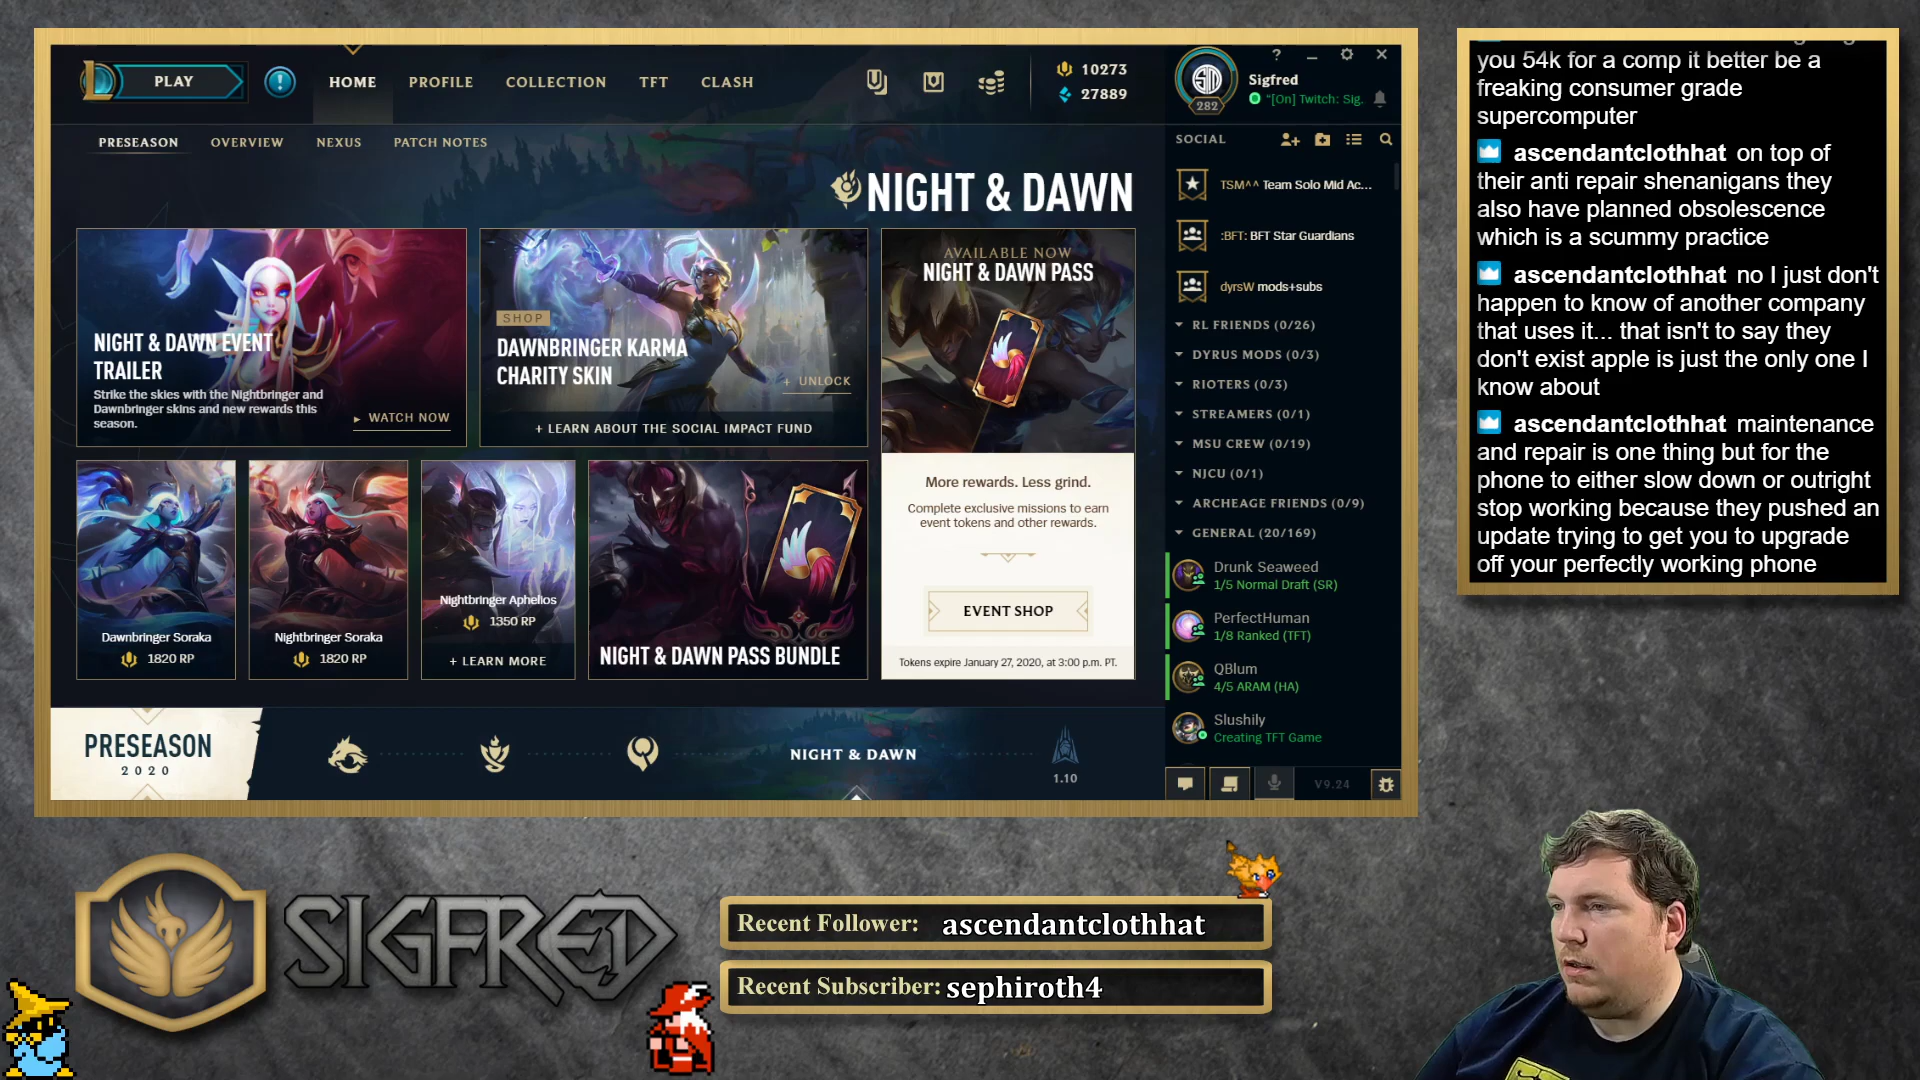 PLAY
HOME
PROFILE
COLLECTION
TFT
CLASH
10273
27889
282
Sigfred
"[On] Twitch: Sig.
PRESEASON
OVERVIEW
NEXUS
PATCH NOTES
NIGHT & DAWN
NIGHT & DAWN EVENT
TRAILER
Strike the skies with the Nightbringer and
Dawnbringer skins and new rewards this
season.
WATCH NOW
SHOP
DAWNBRINGER KARMA
CHARITY SKIN
+ UNLOCK
+ LEARN ABOUT THE SOCIAL IMPACT FUND
AVAILABLE NOW
NIGHT & DAWN PASS
More rewards. Less grind.
Complete exclusive missions to earn
event tokens and other rewards.
EVENT SHOP
Tokens expire January 27, 2020, at 3:00 p.m. PT.
Dawnbringer Soraka
1820 RP
Nightbringer Soraka
1820 RP
Nightbringer Aphelios
1350 RP
+ LEARN MORE
NIGHT & DAWN PASS BUNDLE
PRESEASON
2020
NIGHT & DAWN
1.10
SOCIAL
TSM^^ Team Solo Mid Ac...
:BFT: BFT Star Guardians
dyrsW mods+subs
RL FRIENDS (0/26)
DYRUS MODS (0/3)
RIOTERS (0/3)
STREAMERS (0/1)
MSU CREW (0/19)
NJCU (0/1)
ARCHEAGE FRIENDS (0/9)
GENERAL (20/169)
Drunk Seaweed
1/5 Normal Draft (SR)
PerfectHuman
1/8 Ranked (TFT)
QBlum
4/5 ARAM (HA)
Slushily
Creating TFT Game
V9.24
you 54k for a comp it better be a
freaking consumer grade
supercomputer
ascendantclothhat on top of
their anti repair shenanigans they
also have planned obsolescence
which is a scummy practice
ascendantclothhat no I just don't
happen to know of another company
that uses it... that isn't to say they
don't exist apple is just the only one I
know about
ascendantclothhat maintenance
and repair is one thing but for the
phone to either slow down or outright
stop working because they pushed an
update trying to get you to upgrade
off your perfectly working phone
SIGFRED
Recent Follower: ascendantclothhat
Recent Subscriber: sephiroth4